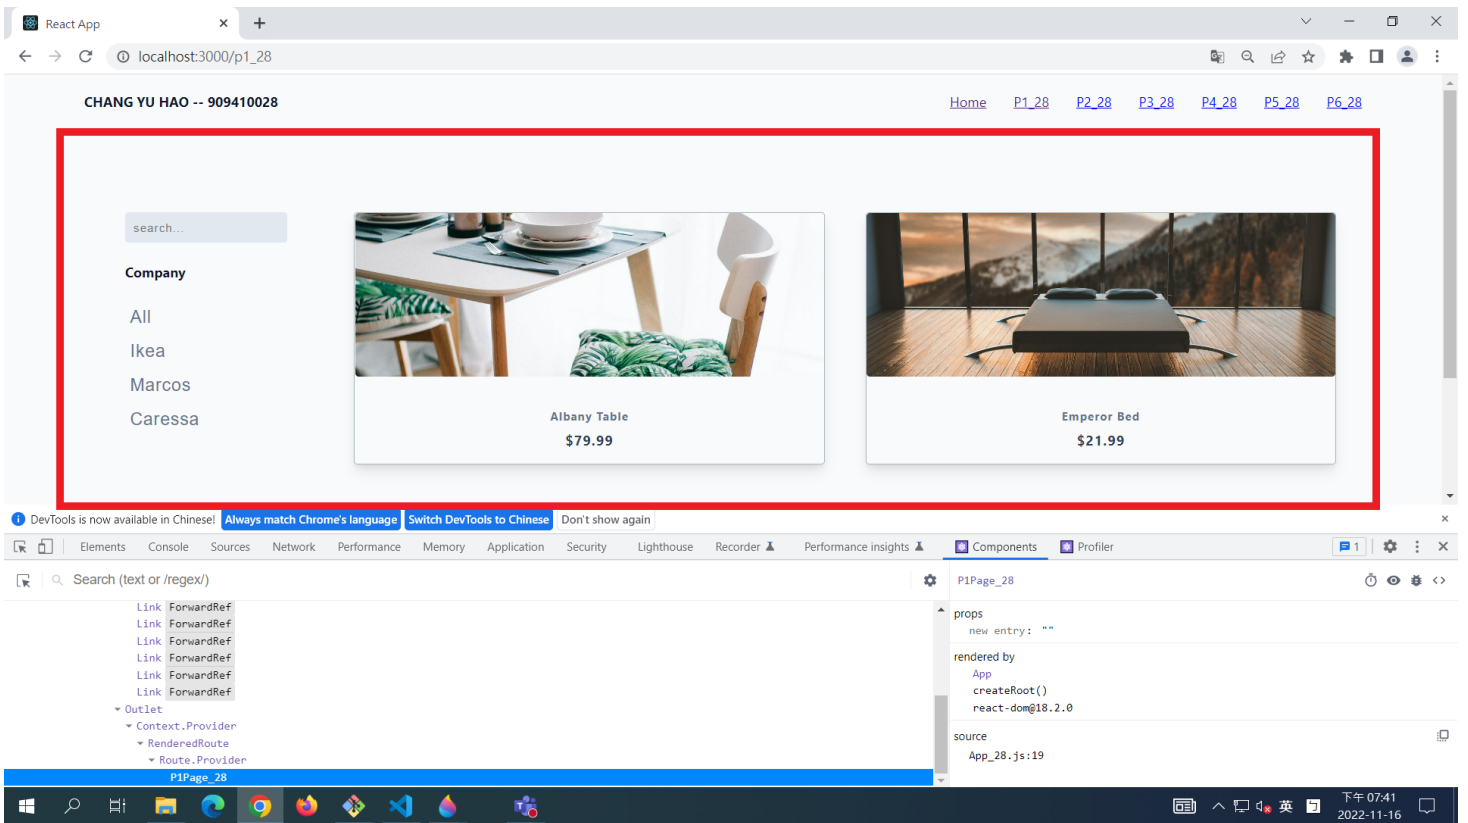 React App
localhost:3000/p1_28
CHANG YU HAO -- 909410028
Home P1_28 P2_28 P3_28 P4_28 P5_28 P6_28
search...
Company
All
Ikea
Marcos
Caressa
Albany Table
$79.99
Emperor Bed
$21.99
DevTools is now available in Chinese! Always match Chrome's language Switch DevTools to Chinese Don't show again
Elements Console Sources Network Performance Memory Application Security Lighthouse Recorder Performance insights Components Profiler 1
Search (text or /regex/)
Link ForwardRef
Link ForwardRef
Link ForwardRef
Link ForwardRef
Link ForwardRef
Link ForwardRef
Outlet
Context.Provider
RenderedRoute
Route.Provider
P1Page_28
P1Page_28
props
new entry: ""
rendered by
App
createRoot()
react-dom@18.2.0
source
App_28.js:19
英
下午 07:41
2022-11-16